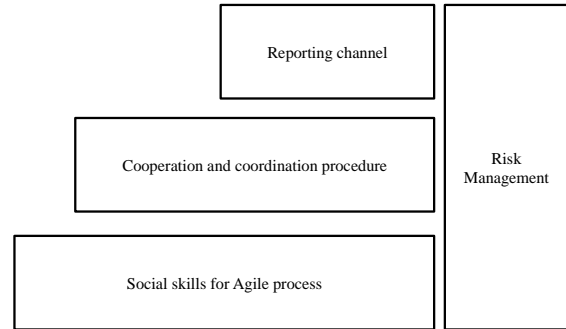 Reporting channel
Cooperation and coordination procedure
Risk
Management
Social skills for Agile process